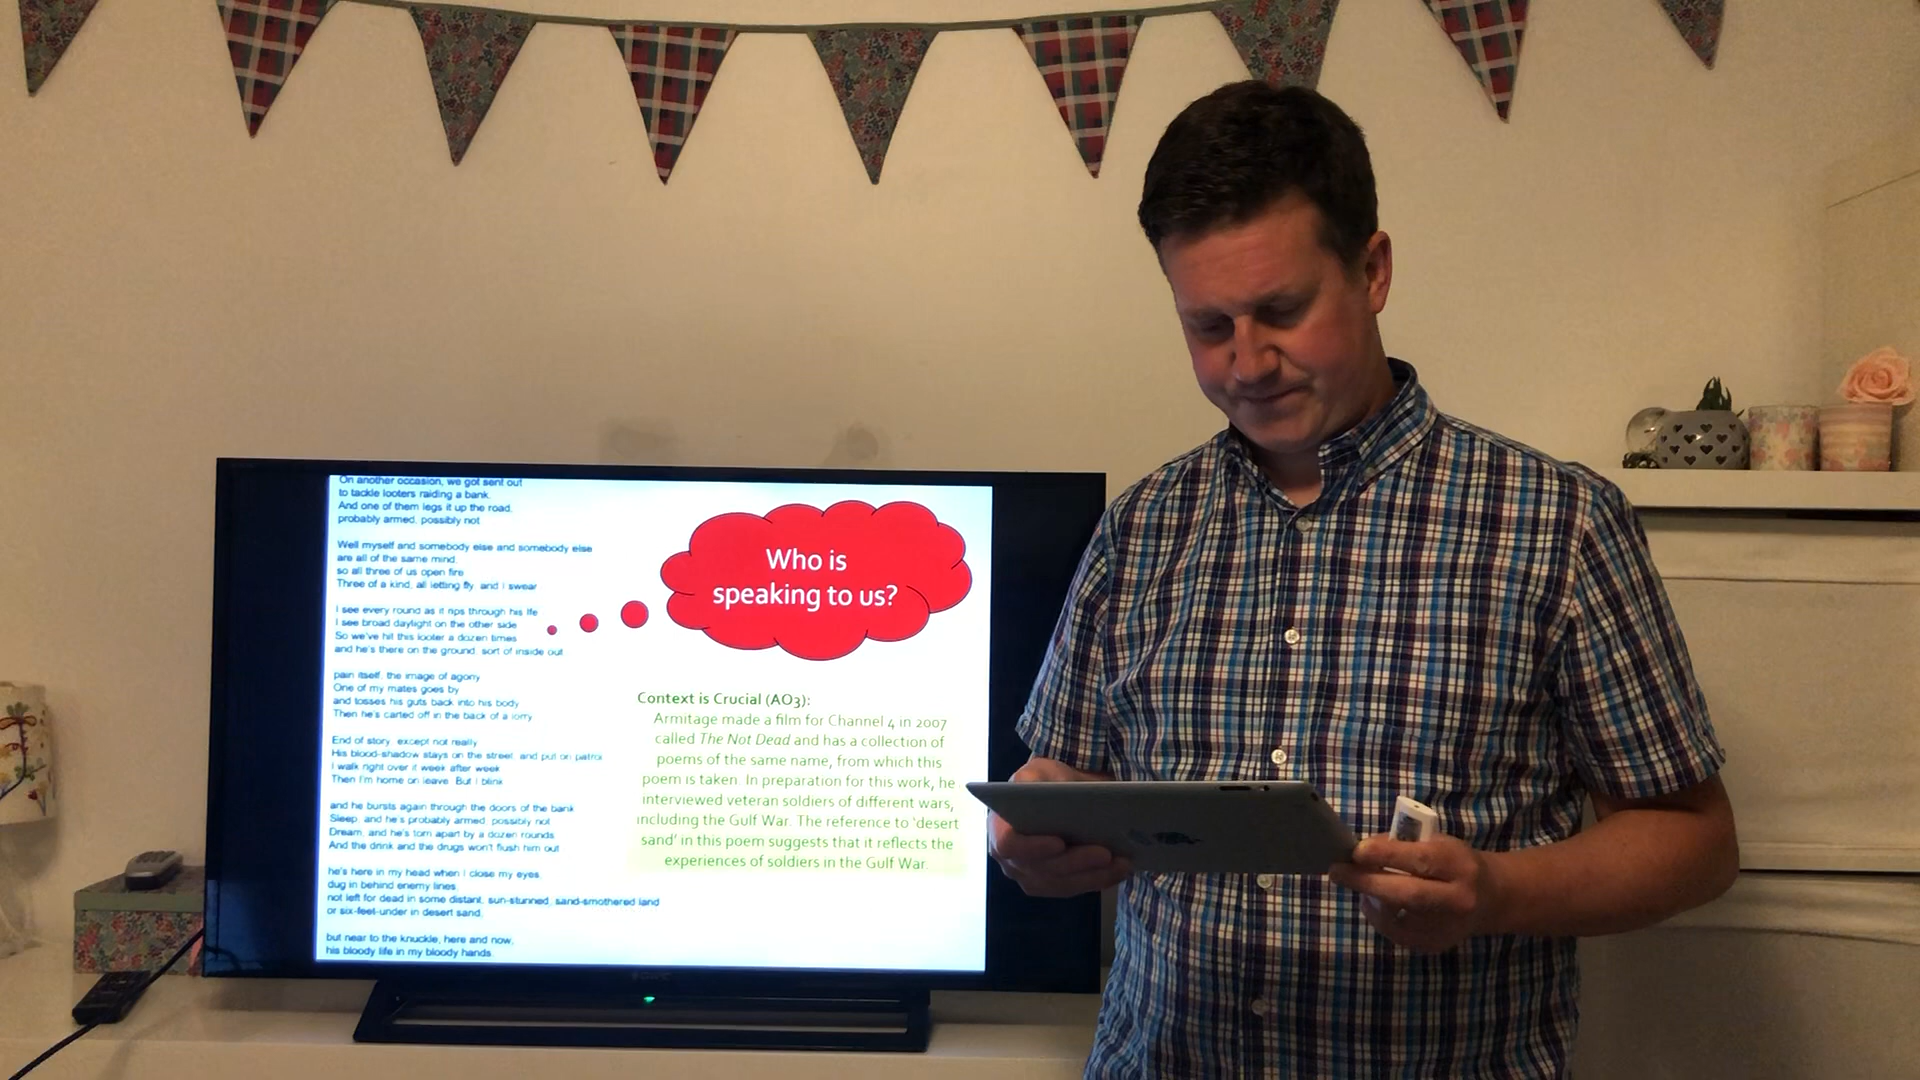 On another occasion, we got sent out
to tackle looters raiding a bank.
And one of them legs it up the road,
probably armed, possibly not
Well myself and somebody else and somebody else
are all of the same mind,
so all three of us open fire
Three of a kind, all letting fly, and I swear
I see every round as it rips through his life
I see broad daylight on the other side
So we've hit this looter a dozen times
and he's there on the ground, sort of inside out
pain itself, the image of agony
One of my mates goes by
and tosses his guts back into his body
Then he's carted off in the back of a lorry
End of story, except not really
His blood-shadow stays on the street, and put on patrol
I walk right over it week after week
Then I'm home on leave. But I blink
and he bursts again through the doors of the bank
Sleep, and he's probably armed, possibly not
Dream, and he's torn apart by a dozen rounds
And the drink and the drugs won't flush him out
he's here in my head when I close my eyes
dug in behind enemy lines
not left for dead in some distant, sun-stunned, sand-smothered land
or six-feet-under in desert sand,
but near to the knuckle, here and now,
his bloody life in my bloody hands
Who is
speaking to us?
Context is Crucial (AO3):
Armitage made a film for Channel 4 in 2007
called The Not Dead and has a collection of
poems of the same name, from which this
poem is taken. In preparation for this work, he
interviewed veteran soldiers of different wars,
including the Gulf War. The reference to 'desert
sand' in this poem suggests that it reflects the
experiences of soldiers in the Gulf War.